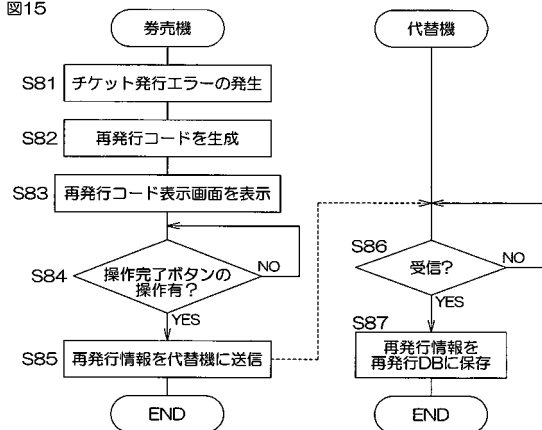 図15
券売機
S81
チケット発行エラーの発生
S82
再発行コードを生成
S83
再発行コード表示画面を表示
S84
操作完了ボタンの
操作有？
NO
YES
S85
再発行情報を代替機に送信
END
代替機
S86
受信？
NO
YES
S87
再発行情報を
再発行DBに保存
END